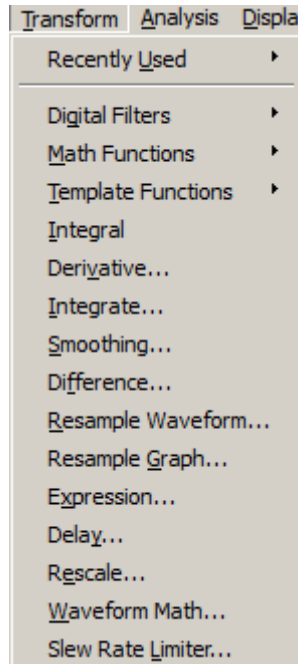 Transform Analysis Displa
Recently Used
Digital Filters
Math Functions
Template Functions
Integral
Derivative...
Integrate...
Smoothing...
Difference...
Resample Waveform...
Resample Graph...
Expression...
Delay...
Rescale...
Waveform Math...
Slew Rate Limiter...